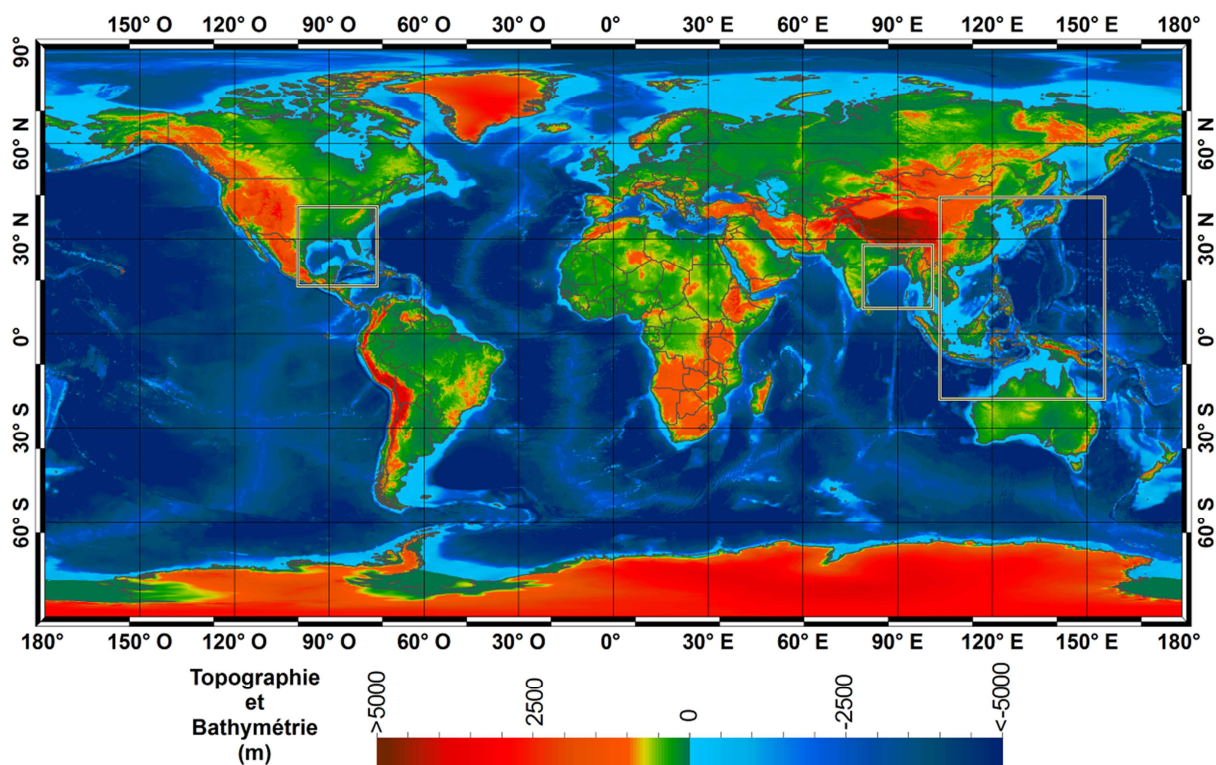 150° O 120° O 90° O 60° O 30° O 0° 30° E 60° E 90° E 120° E 150° E 180°
90°
60° N 60° N
30° N 30° N
0° 0°
30° S 30° S
60° S 60° S
180° 150° O 120° O 90° O 60° O 30° O 0° 30° E 60° E 90° E 120° E 150° E 180°
Topographie
et
Bathymétrie
(m)
>5000 2500 0 -2500 <-5000